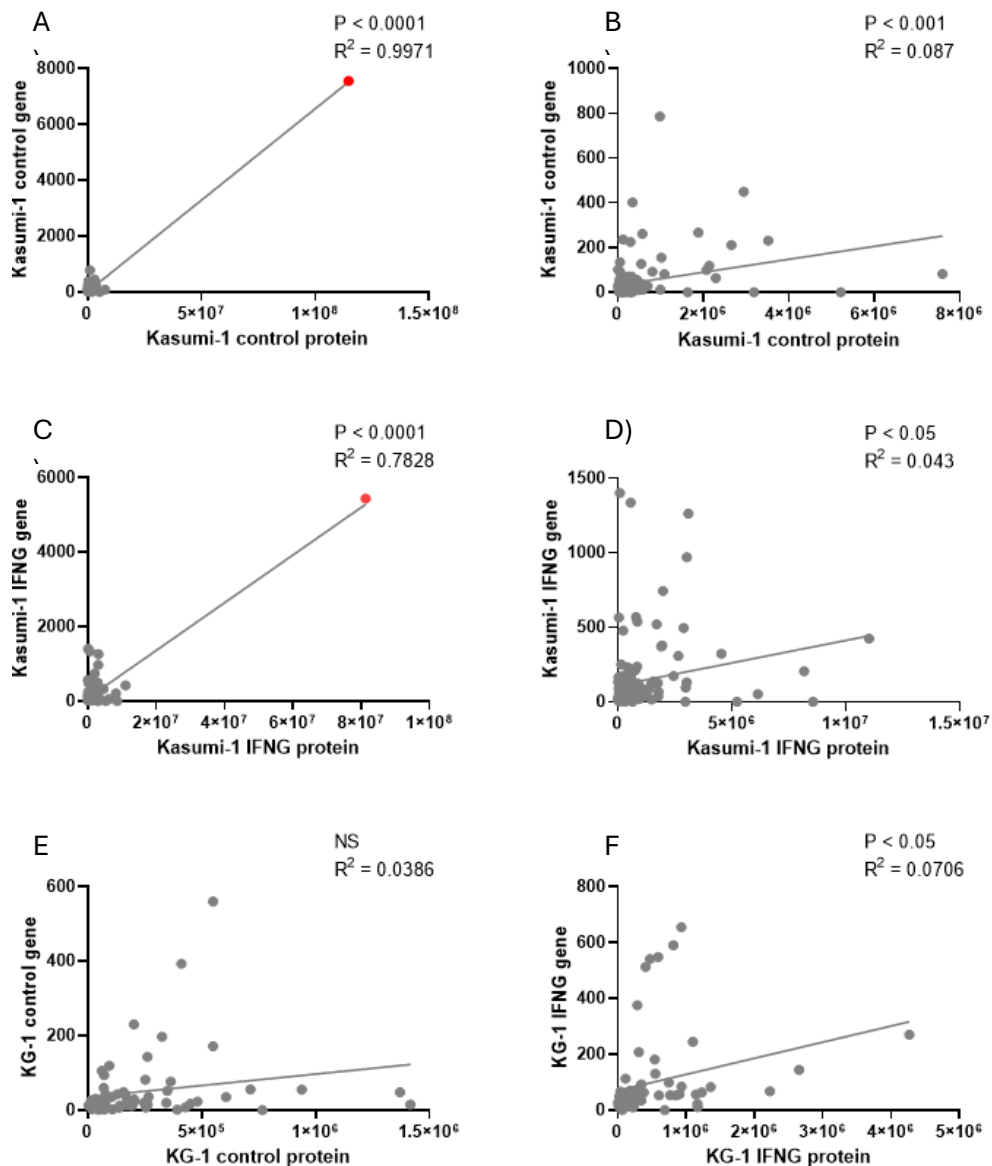 A
P < 0.0001
R² = 0.9971
Kasumi-1 control gene
8000
6000
4000
2000
0
0
5×10⁷
1×10⁸
1.5×10⁸
Kasumi-1 control protein
B
P < 0.001
R² = 0.087
Kasumi-1 control gene
1000
800
600
400
200
0
0
2×10⁶
4×10⁶
6×10⁶
8×10⁶
Kasumi-1 control protein
C
P < 0.0001
R² = 0.7828
Kasumi-1 IFNG gene
6000
4000
2000
0
0
2×10⁷
4×10⁷
6×10⁷
8×10⁷
1×10⁸
Kasumi-1 IFNG protein
D)
P < 0.05
R² = 0.043
Kasumi-1 IFNG gene
1500
1000
500
0
0
5×10⁶
1×10⁷
1.5×10⁷
Kasumi-1 IFNG protein
E
NS
R² = 0.0386
KG-1 control gene
600
400
200
0
0
5×10⁵
1×10⁶
1.5×10⁶
KG-1 control protein
F
P < 0.05
R² = 0.0706
KG-1 IFNG gene
800
600
400
200
0
0
1×10⁶
2×10⁶
3×10⁶
4×10⁶
5×10⁶
KG-1 IFNG protein